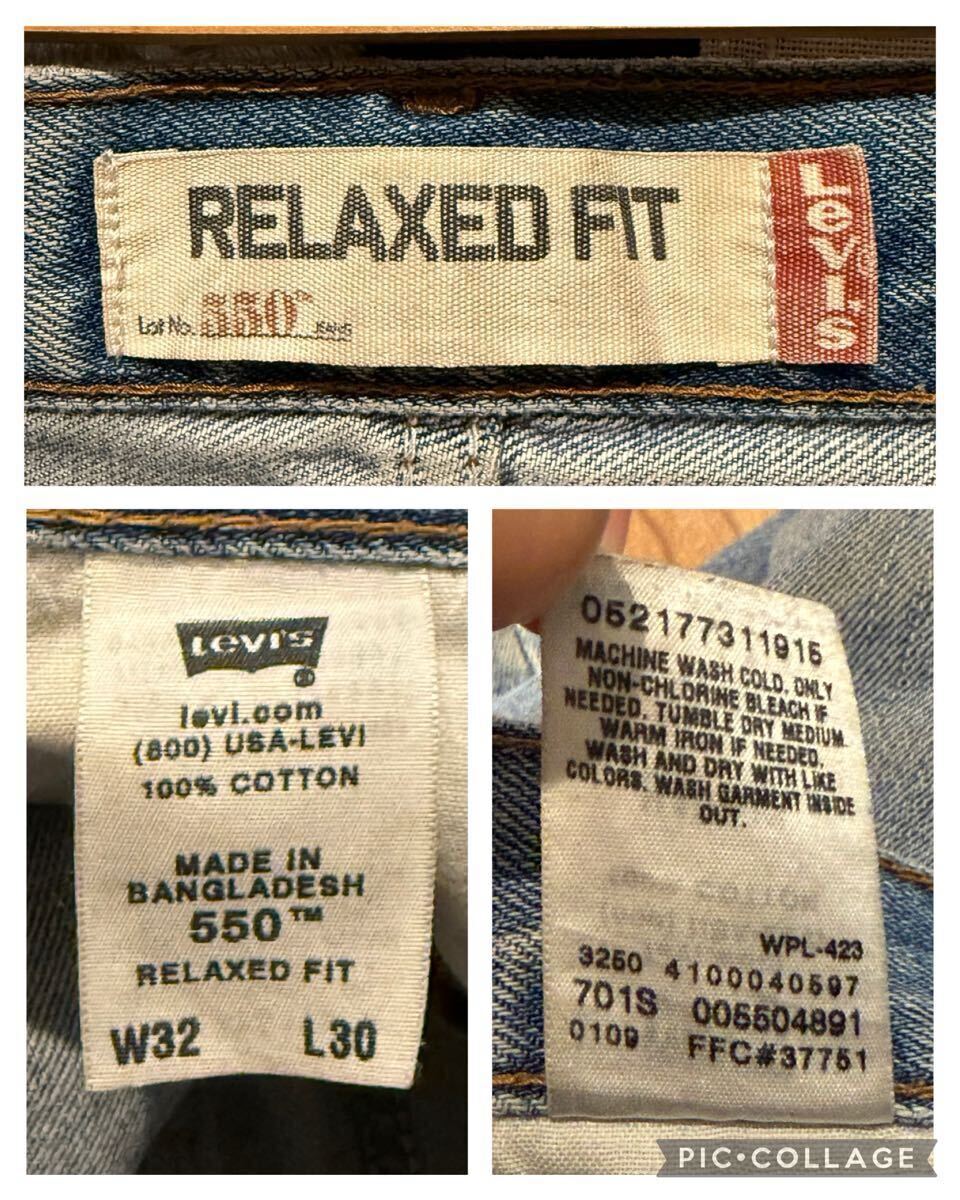 RELAXED FIT
Lot No. 550™ JEANS
LEVI'S
LEVI'S
®
levi.com
(800) USA-LEVI
100% COTTON
MADE IN
BANGLADESH
550™
RELAXED FIT
W32 L30
052177311915
MACHINE WASH COLD, ONLY
NON-CHLORINE BLEACH IF
NEEDED. TUMBLE DRY MEDIUM.
WARM IRON IF NEEDED.
WASH AND DRY WITH LIKE
COLORS. WASH GARMENT INSIDE
OUT.
WPL-423
3250 4100040597
701S 005504891
0109 FFC#37751
PIC•COLLAGE